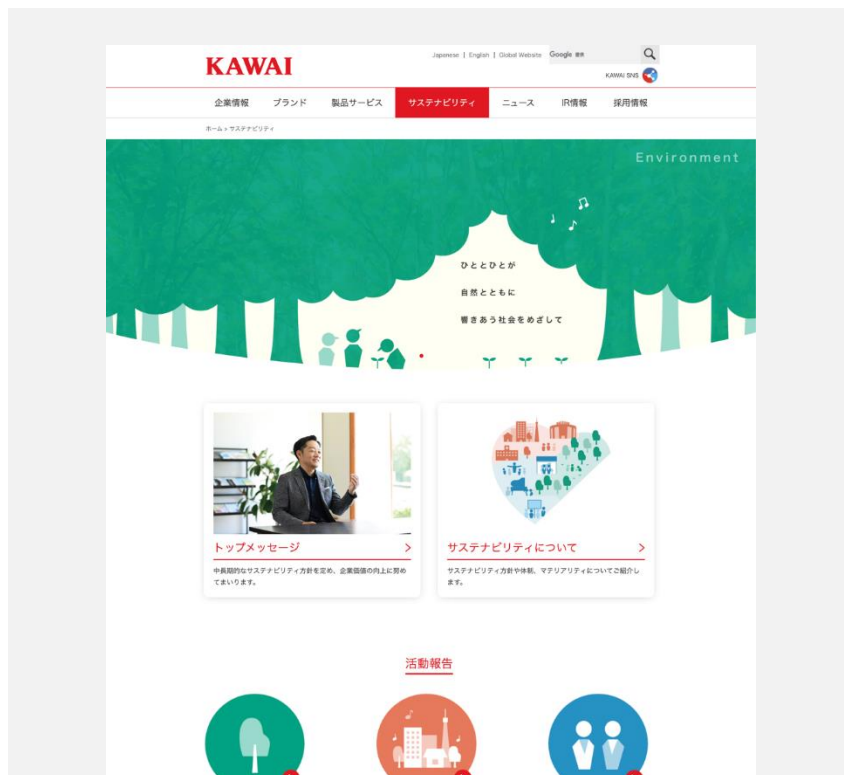 KAWAI
Japanese | English | Global Website
Google 提供
KAWAI SNS
企業情報 ブランド 製品サービス サステナビリティ ニュース IR情報 採用情報
ホーム » サステナビリティ
Environment
ひととひとが
自然とともに
響きあう社会をめざして
トップメッセージ
中長期的なサステナビリティ方針を定め、企業価値の向上に努め
てまいります。
サステナビリティについて
サステナビリティ方針や体制、マテリアリティについてご紹介し
ます。
活動報告